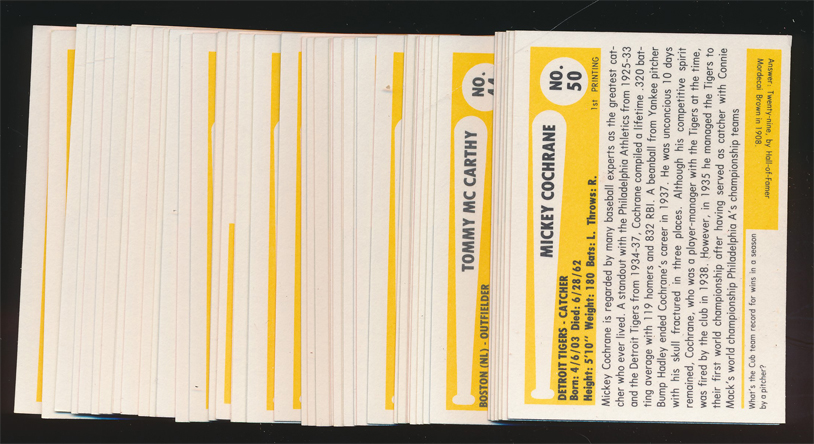 NO.
TOMMY MC CARTHY
BOSTON (NL) - OUTFIELDER
NO.
50
1st PRINTING
MICKEY COCHRANE
DETROIT TIGERS - CATCHER
Born: 4/6/03 Died: 6/28/62
Height: 5'10" Weight: 180 Bats: L. Throws: R.
Mickey Cochrane is regarded by many baseball experts as the greatest cat-
cher who ever lived. A standout with the Philadelphia Athletics from 1925-33
and the Detroit Tigers from 1934-37, Cochrane compiled a lifetime .320 bat-
ting average with 119 homers and 832 RBI. A beanball from Yankee pitcher
Bump Hadley ended Cochrane's career in 1937. He was unconcious 10 days
with his skull fractured in three places. Although his competitive spirit
remained, Cochrane, who was a player-manager with the Tigers at the time,
was fired by the club in 1938. However, in 1935 he managed the Tigers to
their first world championship after having served as catcher with Connie
Mack's world championship Philadelphia A's championship teams
What's the Cub team record for wins in a season
by a pitcher?
Answer: Twenty-nine, by Hall-of-Famer
Mordecai Brown in 1908.